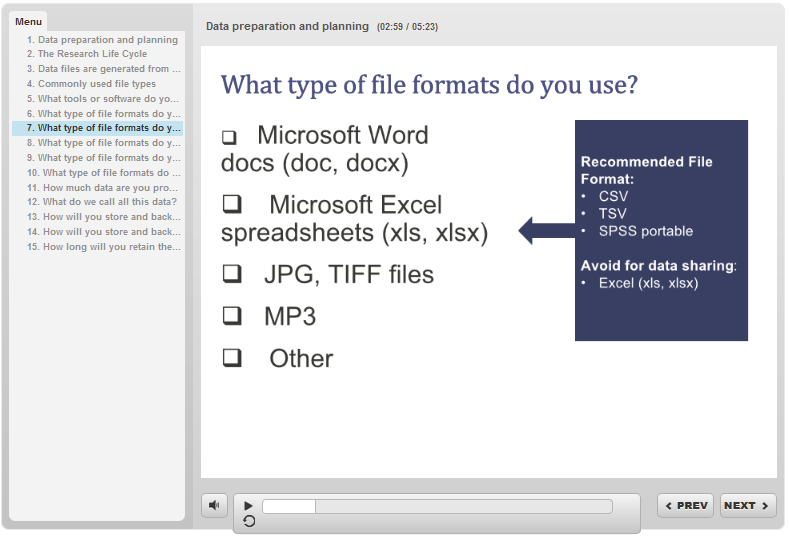 Menu
1. Data preparation and planning
2. The Research Life Cycle
3. Data files are generated from ...
4. Commonly used file types
5. What tools or software do yo...
6. What type of file formats do y...
7. What type of file formats do y...
8. What type of file formats do y...
9. What type of file formats do y...
10. What type of file formats do ...
11. How much data are you pro...
12. What do we call all this data?
13. How will you store and back...
14. How will you store and back...
15. How long will you retain the...
Data preparation and planning (02:59 / 05:23)
What type of file formats do you use?
❑ Microsoft Word
docs (doc, docx)
❑ Microsoft Excel
spreadsheets (xls, xlsx)
❑ JPG, TIFF files
❑ MP3
❑ Other
Recommended File
Format:
• CSV
• TSV
• SPSS portable
Avoid for data sharing:
• Excel (xls, xlsx)
< PREV
NEXT >